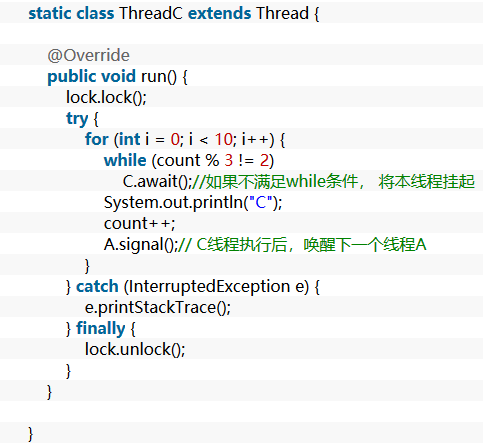 static class ThreadC extends Thread {
@Override
public void run() {
lock.lock();
try {
for (int i = 0; i < 10; i++) {
while (count % 3 != 2)
C.await();//如果不满足while条件， 将本线程挂起
System.out.println("C");
count++;
A.signal();// C线程执行后，唤醒下一个线程A
}
} catch (InterruptedException e) {
e.printStackTrace();
} finally {
lock.unlock();
}
}
}